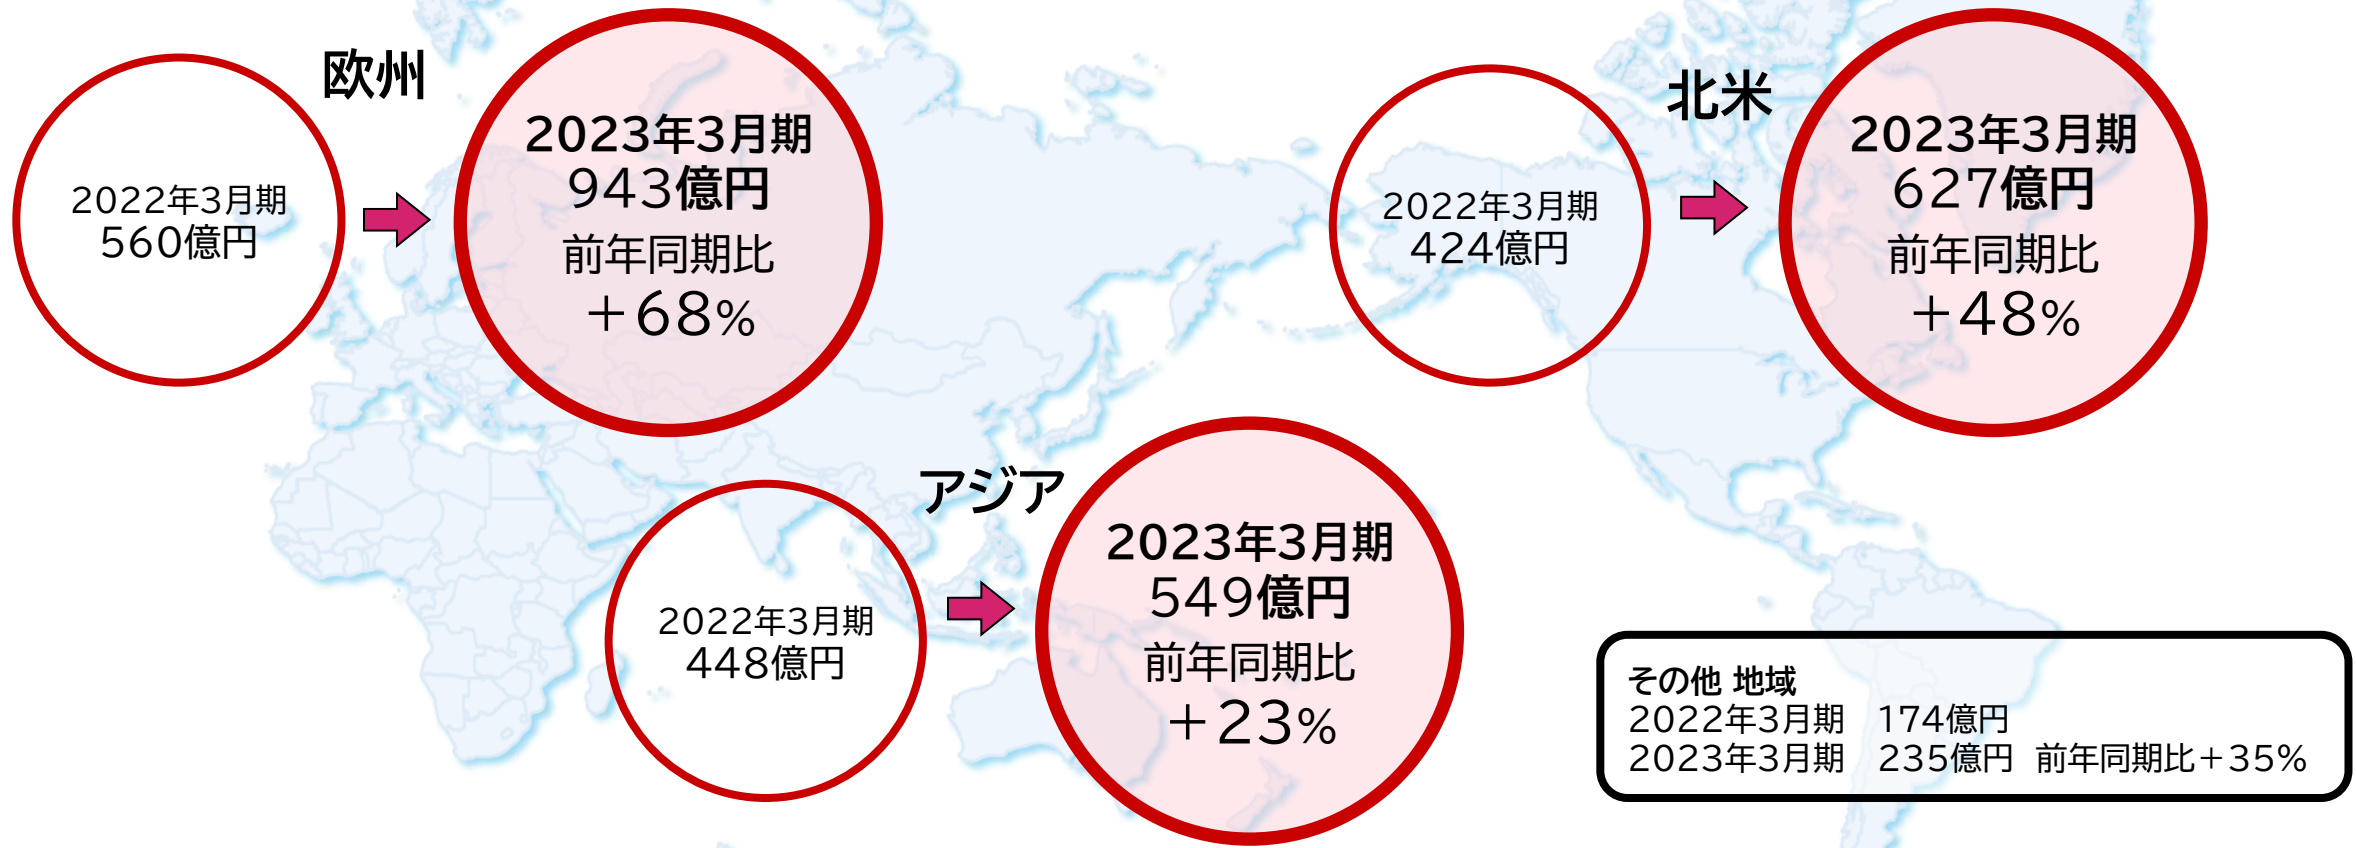 欧州
2022年3月期
560億円
2023年3月期
943億円
前年同期比
＋68%
北米
2022年3月期
424億円
2023年3月期
627億円
前年同期比
＋48%
アジア
2022年3月期
448億円
2023年3月期
549億円
前年同期比
＋23%
その他 地域
2022年3月期　174億円
2023年3月期　235億円 前年同期比＋35%